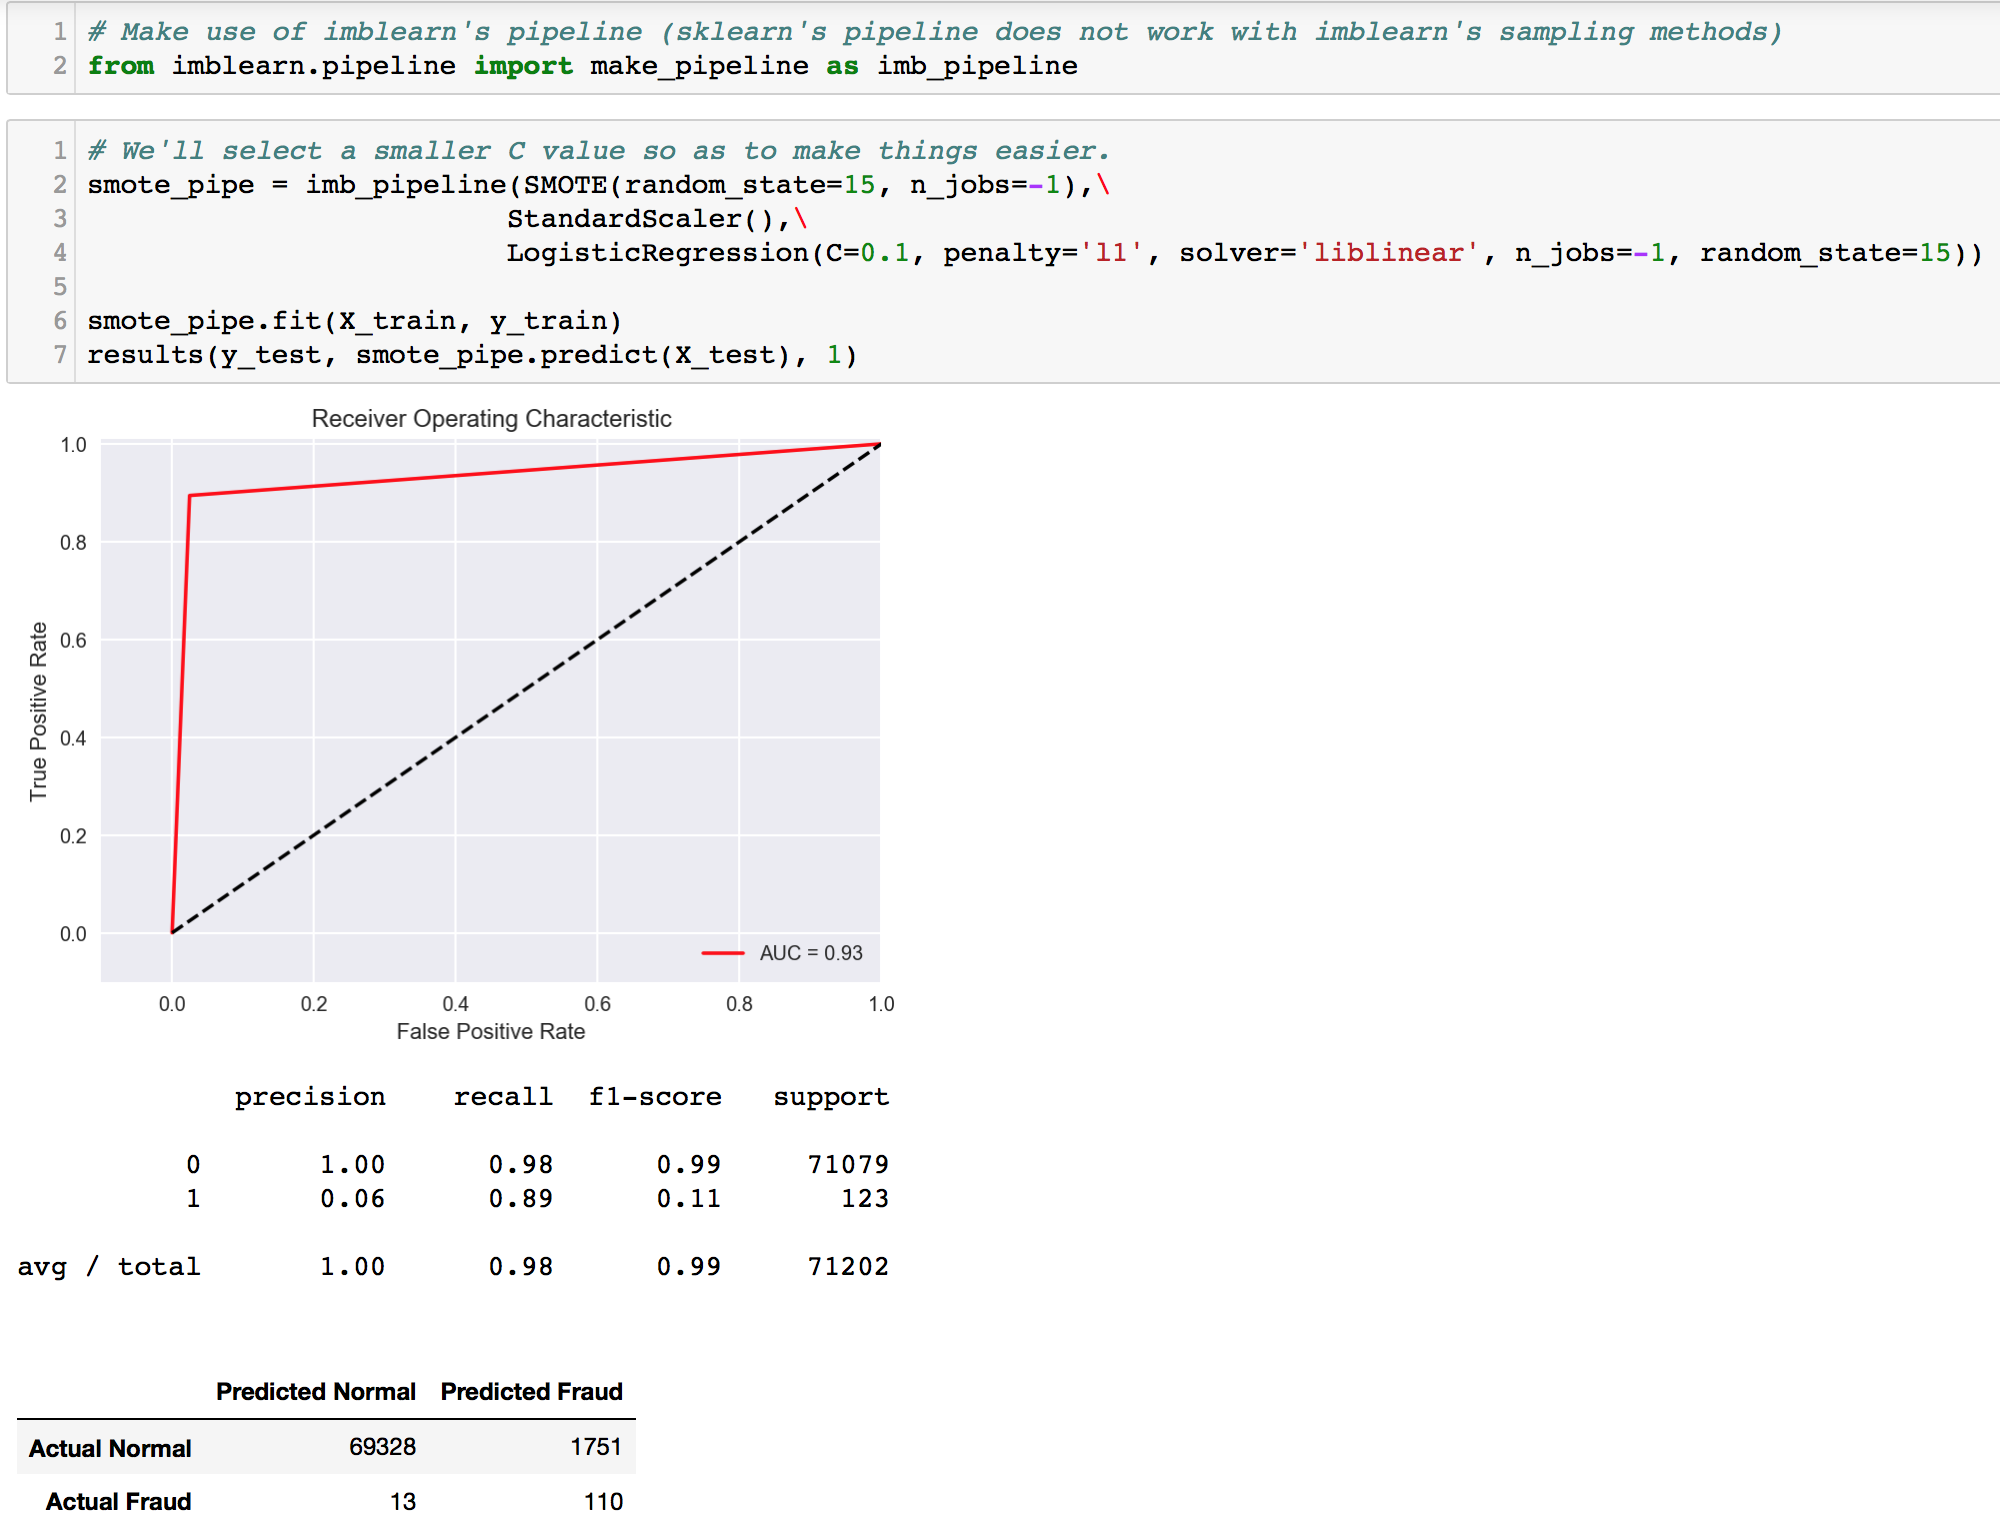 1 # Make use of imblearn's pipeline (sklearn's pipeline does not work with imblearn's sampling methods)
2 from imblearn.pipeline import make_pipeline as imb_pipeline
1 # We'll select a smaller C value so as to make things easier.
2 smote_pipe = imb_pipeline(SMOTE(random_state=15, n_jobs=-1),\
3 StandardScaler(),\
4 LogisticRegression(C=0.1, penalty='l1', solver='liblinear', n_jobs=-1, random_state=15))
5
6 smote_pipe.fit(X_train, y_train)
7 results(y_test, smote_pipe.predict(X_test), 1)
Receiver Operating Characteristic
1.0
0.8
0.6
0.4
0.2
0.0
True Positive Rate
AUC = 0.93
0.0 0.2 0.4 0.6 0.8 1.0
False Positive Rate
precision recall f1-score support
0 1.00 0.98 0.99 71079
1 0.06 0.89 0.11 123
avg / total 1.00 0.98 0.99 71202
Predicted Normal Predicted Fraud
Actual Normal 69328 1751
Actual Fraud 13 110